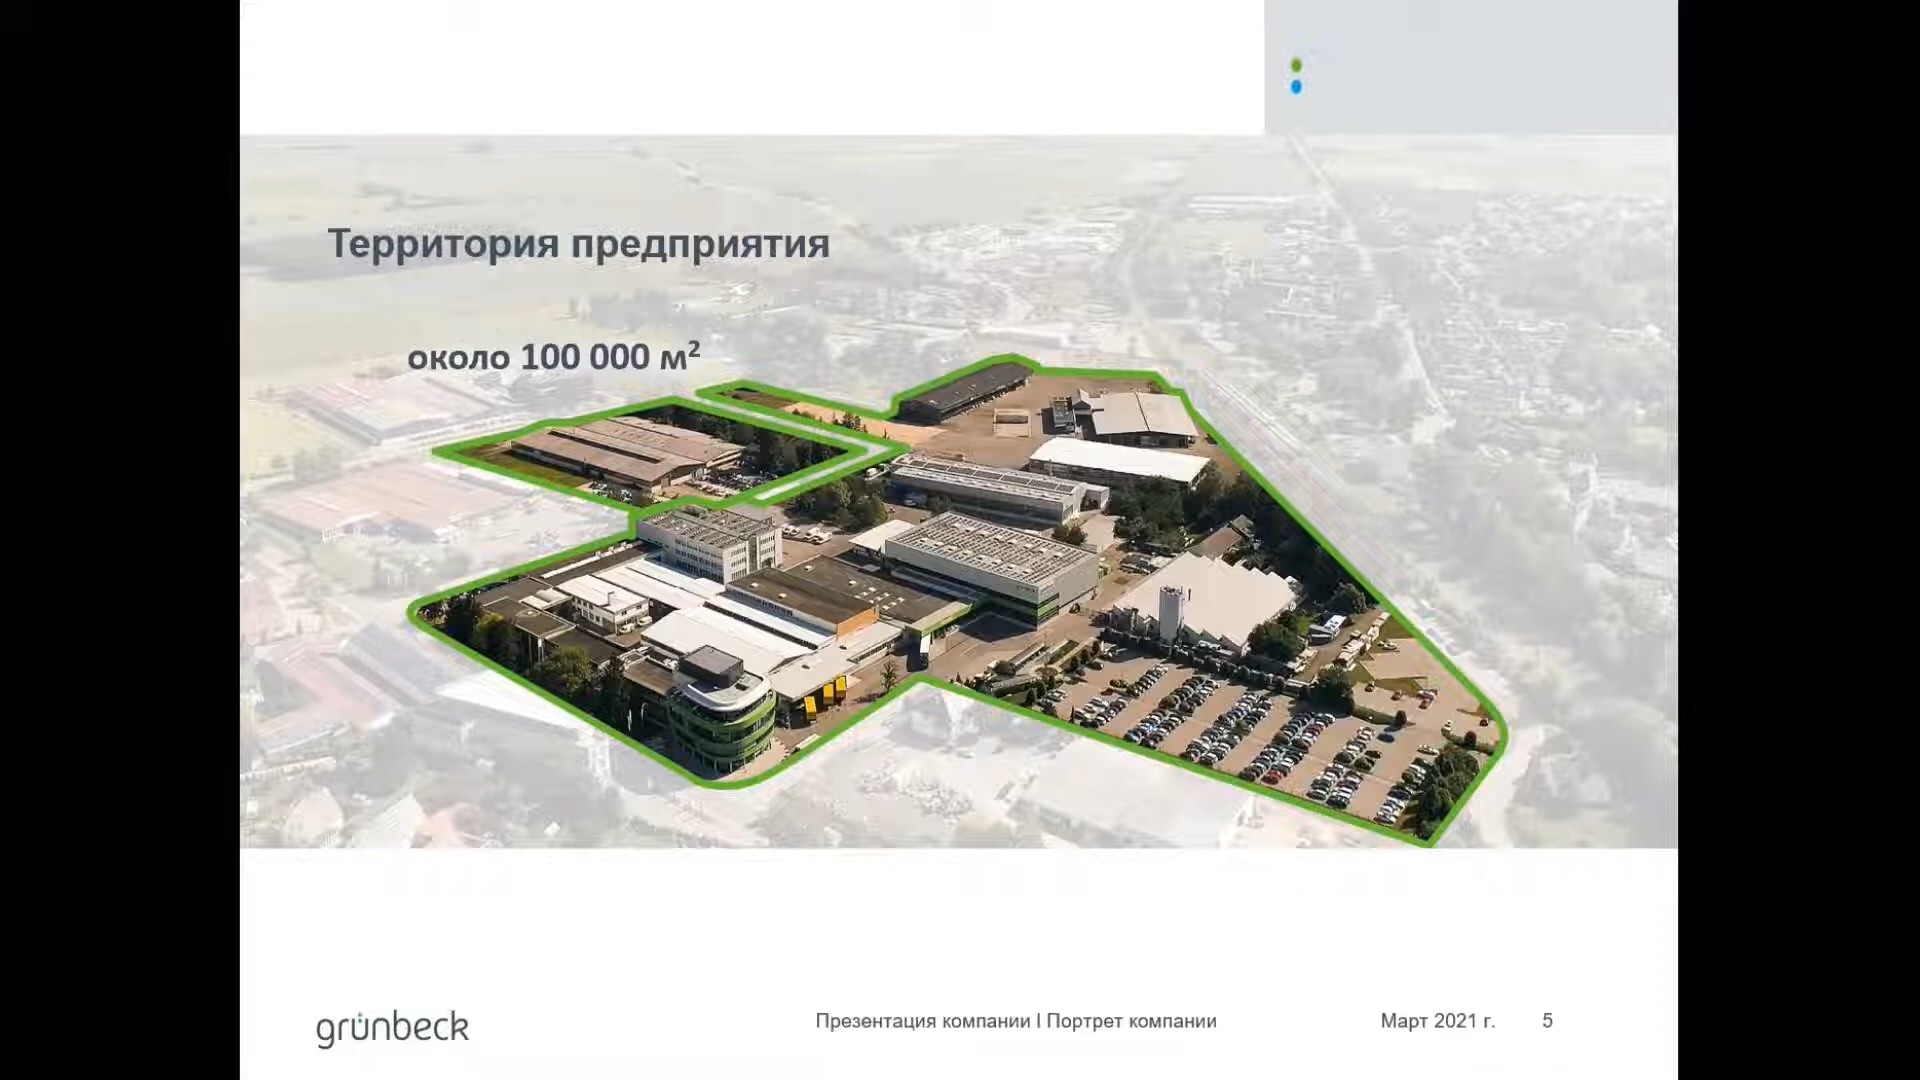 Территория предприятия
около 100 000 м²
grünbeck
Презентация компании I Портрет компании
Март 2021 г.
5